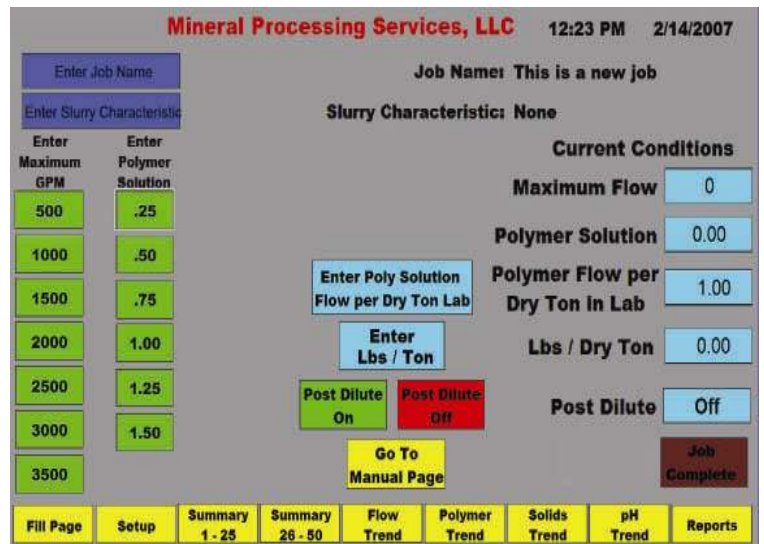 Mineral Processing Services, LLC 12:23 PM 2/14/2007
Enter Job Name
Job Name: This is a new job
Enter Slurry Characteristic
Slurry Characteristic: None
Enter
Maximum
GPM
Enter
Polymer
Solution
Current Conditions
500 .25
Maximum Flow 0
1000 .50
Polymer Solution 0.00
1500 .75
Enter Poly Solution
Flow per Dry Ton Lab
Polymer Flow per
Dry Ton in Lab
1.00
2000 1.00
Enter
Lbs / Ton
Lbs / Dry Ton 0.00
2500 1.25
Post Dilute
On
Post Dilute
Off
Post Dilute Off
3000 1.50
3500
Go To
Manual Page
Job
Complete
Fill Page
Setup
Summary
1 - 25
Summary
26 - 50
Flow
Trend
Polymer
Trend
Solids
Trend
pH
Trend
Reports